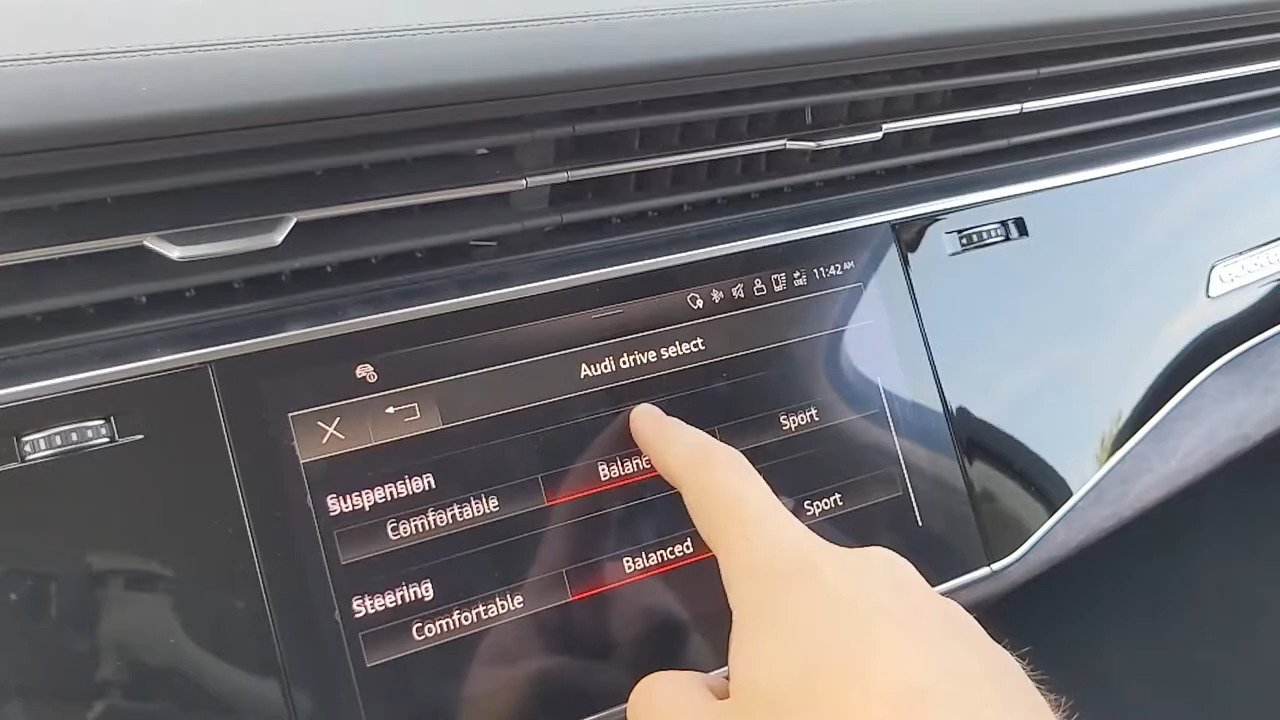 11:42 AM
Audi drive select
Suspension
Comfortable
Sport
Steering
Comfortable
Balanced
Sport